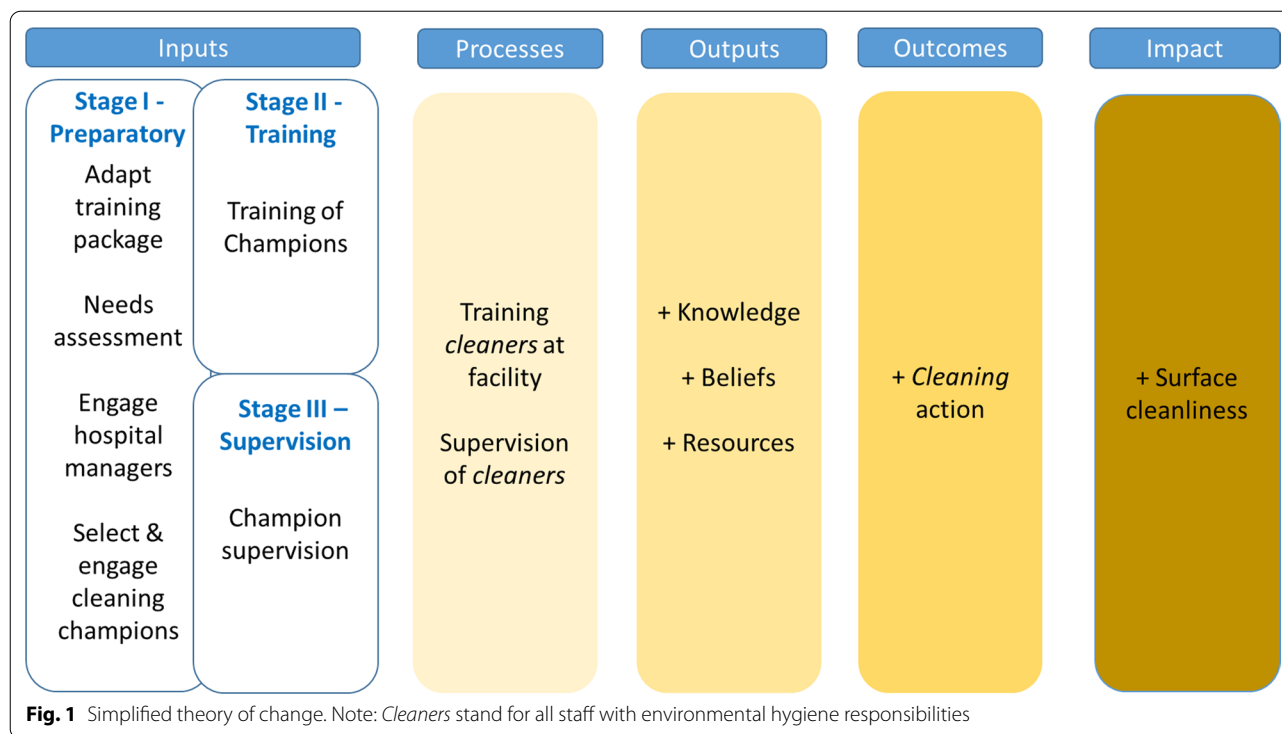 Inputs
Processes
Outputs
Outcomes
Impact
Stage I -
Preparatory
Adapt
training
package
Needs
assessment
Engage
hospital
managers
Select &
engage
cleaning
champions
Stage II -
Training
Training of
Champions
Stage III –
Supervision
Champion
supervision
Training
cleaners at
facility
Supervision
of cleaners
+ Knowledge
+ Beliefs
+ Resources
+ Cleaning
action
+ Surface
cleanliness
Fig. 1 Simplified theory of change. Note: Cleaners stand for all staff with environmental hygiene responsibilities